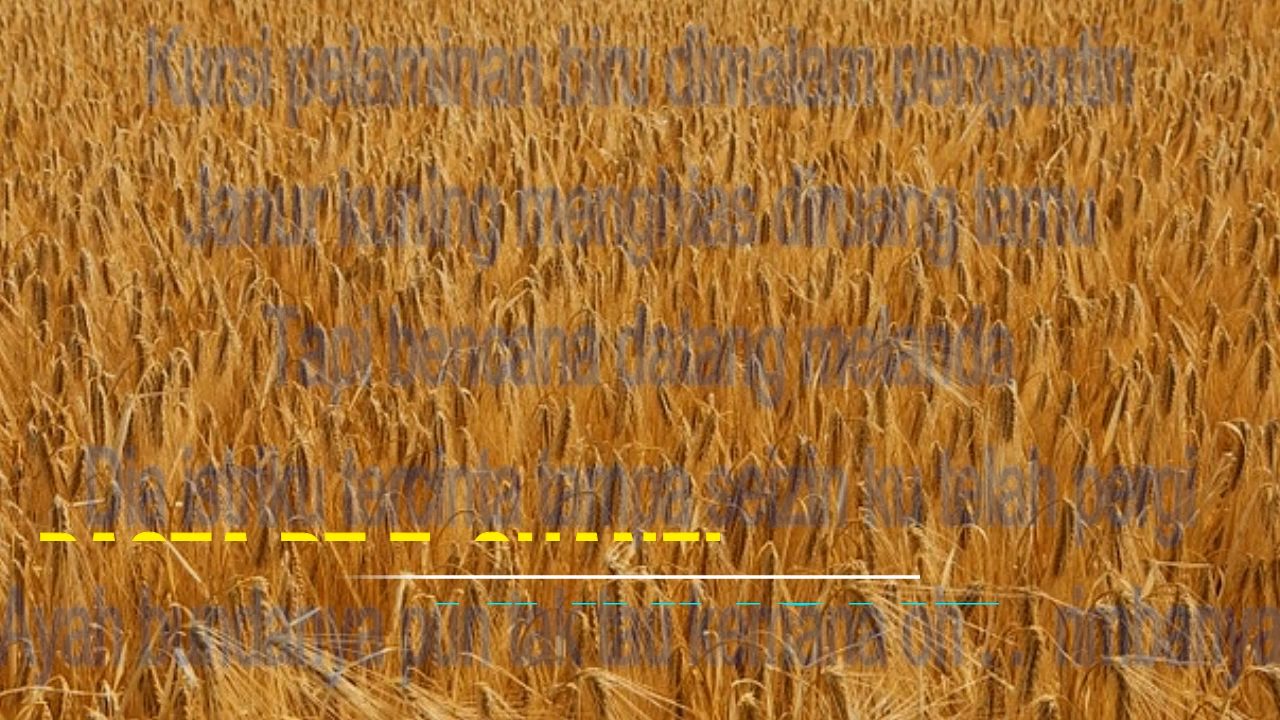 Kursi pelaminan biru dimalam pengantin
Janur kuning menghias diruang tamu
Tapi bencana datang melanda
Die istriku tercinta tanpa seizin ku telah pergi
Ayah bundanya pun tak tau kemana oh . .